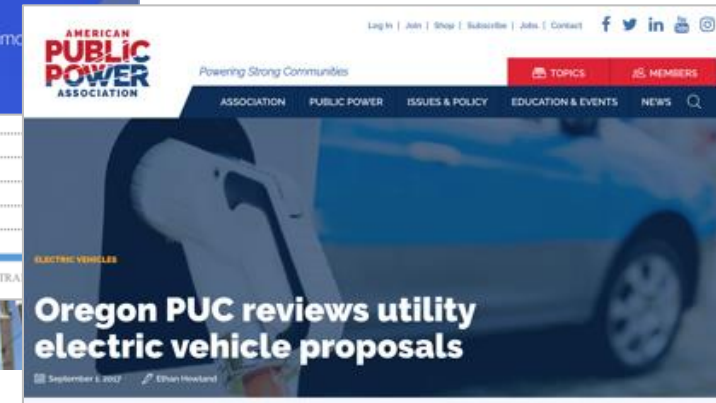 mo
AMERICAN
PUBLIC
POWER
ASSOCIATION
Log In | Join | Shop | Subscribe | Jobs | Contact
Powering Strong Communities
TOPICS
MEMBERS
ASSOCIATION PUBLIC POWER ISSUES & POLICY EDUCATION & EVENTS NEWS
TRA
ELECTRIC VEHICLES
Oregon PUC reviews utility
electric vehicle proposals
September 1, 2017 Ethan Howland